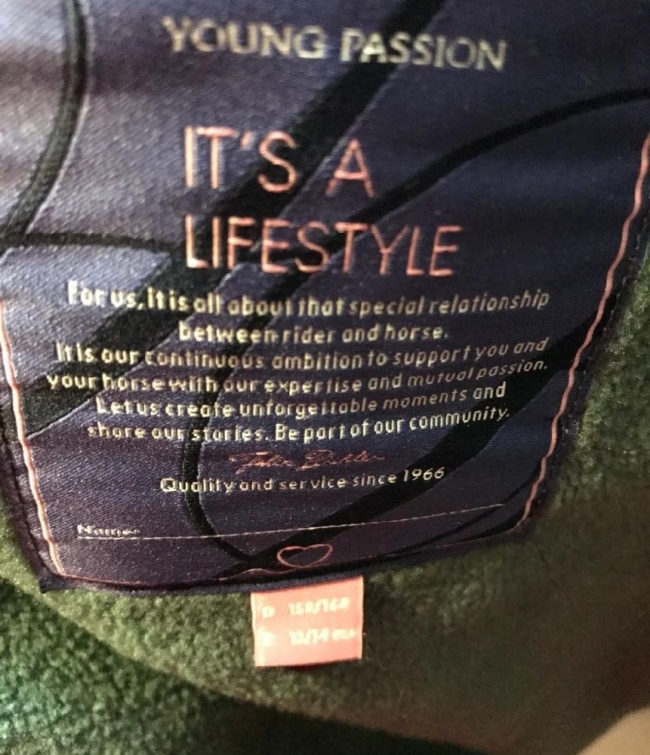 YOUNG PASSION
IT'S A
LIFESTYLE
For us, It is all about that special relationship
between rider and horse.
It is our continuous ambition to support you and
your horse with our expertise and mutual passion.
Let us create unforgettable moments and
share our stories. Be part of our community.
Quality and service since 1966
Name: